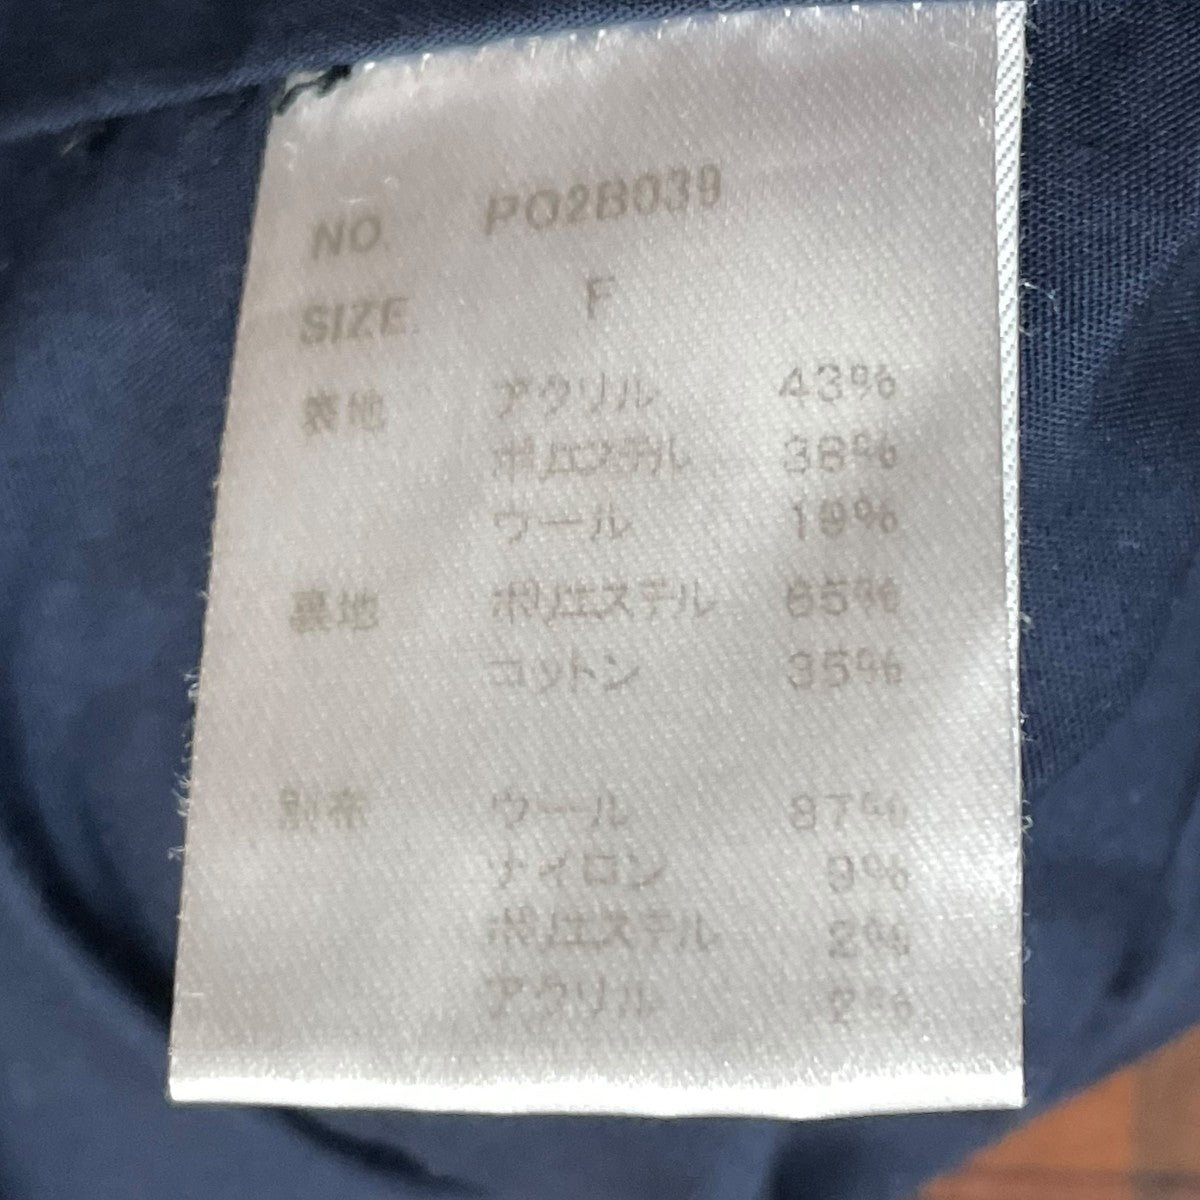 NO. PO2B039
SIZE F
表地 アクリル 43%
ポリエステル 38%
ウール 19%
裏地 ポリエステル 65%
コットン 35%
別布 ウール 87%
ナイロン 9%
ポリエステル 2%
アクリル 2%